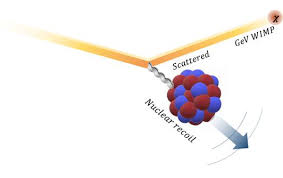 χ
GeV WIMP
Scattered
Nuclear recoil